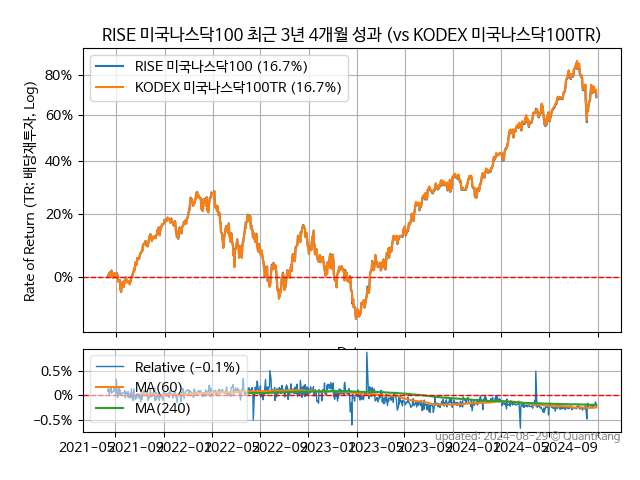 RISE 미국나스닥100 최근 3년 4개월 성과 (vs KODEX 미국나스닥100TR)
RISE 미국나스닥100 (16.7%)
KODEX 미국나스닥100TR (16.7%)
Rate of Return (TR: 배당재투자, Log)
80%
60%
40%
20%
0%
Relative (−0.1%)
MA(60)
MA(240)
0.5%
0%
−0.5%
2021-05
2021-09
2022-01
2022-05
2022-09
2023-01
2023-05
2023-09
2024-01
2024-05
2024-09
updated: 2024-08-29 © QuantKang